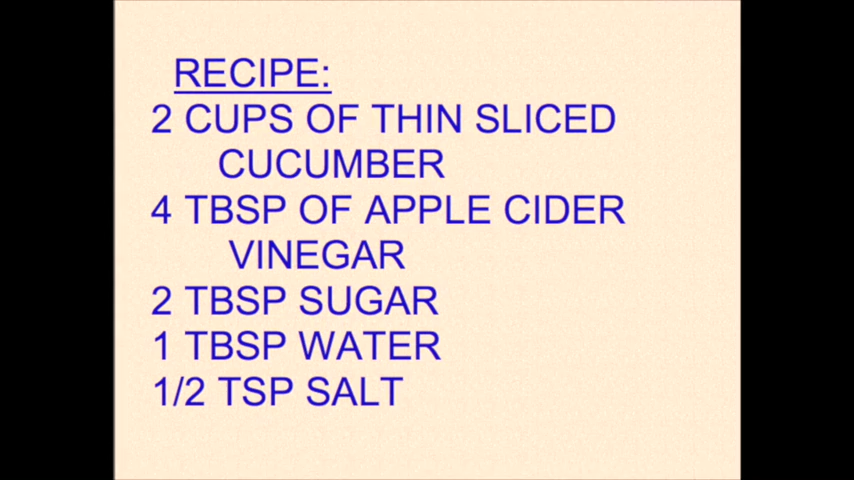 RECIPE:
2 CUPS OF THIN SLICED
CUCUMBER
4 TBSP OF APPLE CIDER
VINEGAR
2 TBSP SUGAR
1 TBSP WATER
1/2 TSP SALT